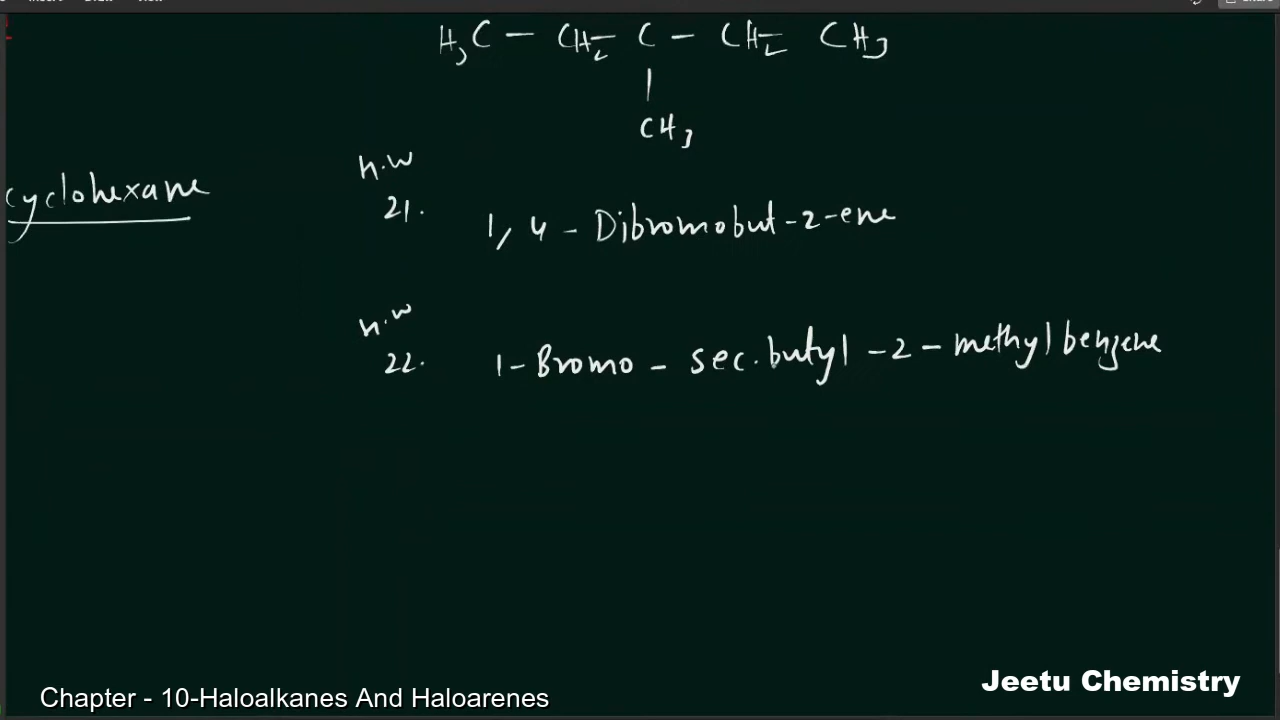 H₃C – CH₂– C – CH₂– CH₃
|
CH₃
h.w
cyclohexane
21.
1, 4 - Dibromobut-2-ene
h.w
22.
1-Bromo - sec.butyl -2 - methyl benzene
Jeetu Chemistry
Chapter - 10-Haloalkanes And Haloarenes